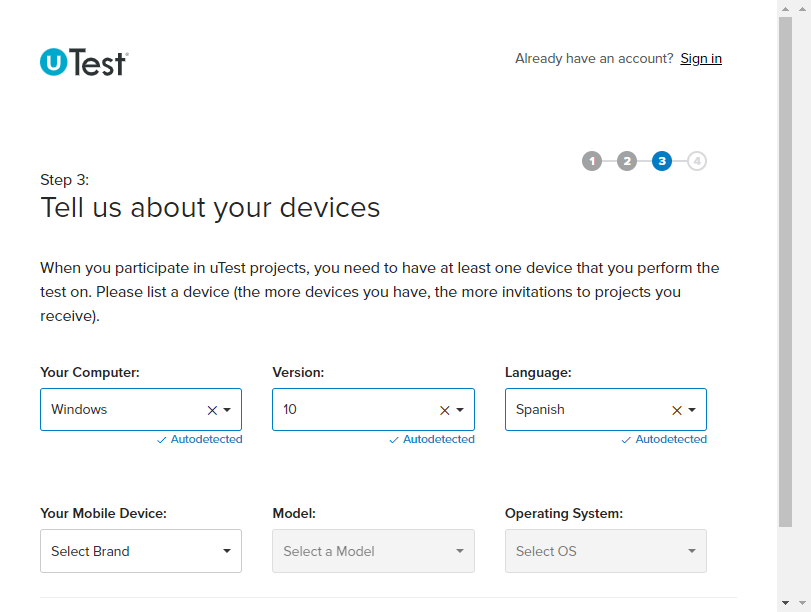 uTest
Already have an account? Sign in
1 2 3 4
Step 3:
Tell us about your devices
When you participate in uTest projects, you need to have at least one device that you perform the
test on. Please list a device (the more devices you have, the more invitations to projects you
receive).
Your Computer: Version: Language:
Windows 10 Spanish
Autodetected Autodetected Autodetected
Your Mobile Device: Model: Operating System:
Select Brand Select a Model Select OS